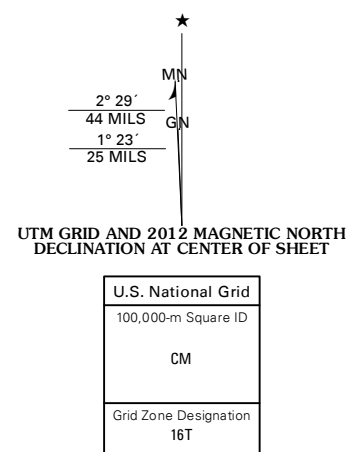 ★
MN
2° 29´
44 MILS
GN
1° 23´
25 MILS
UTM GRID AND 2012 MAGNETIC NORTH
DECLINATION AT CENTER OF SHEET
U.S. National Grid
100,000-m Square ID
CM
Grid Zone Designation
16T